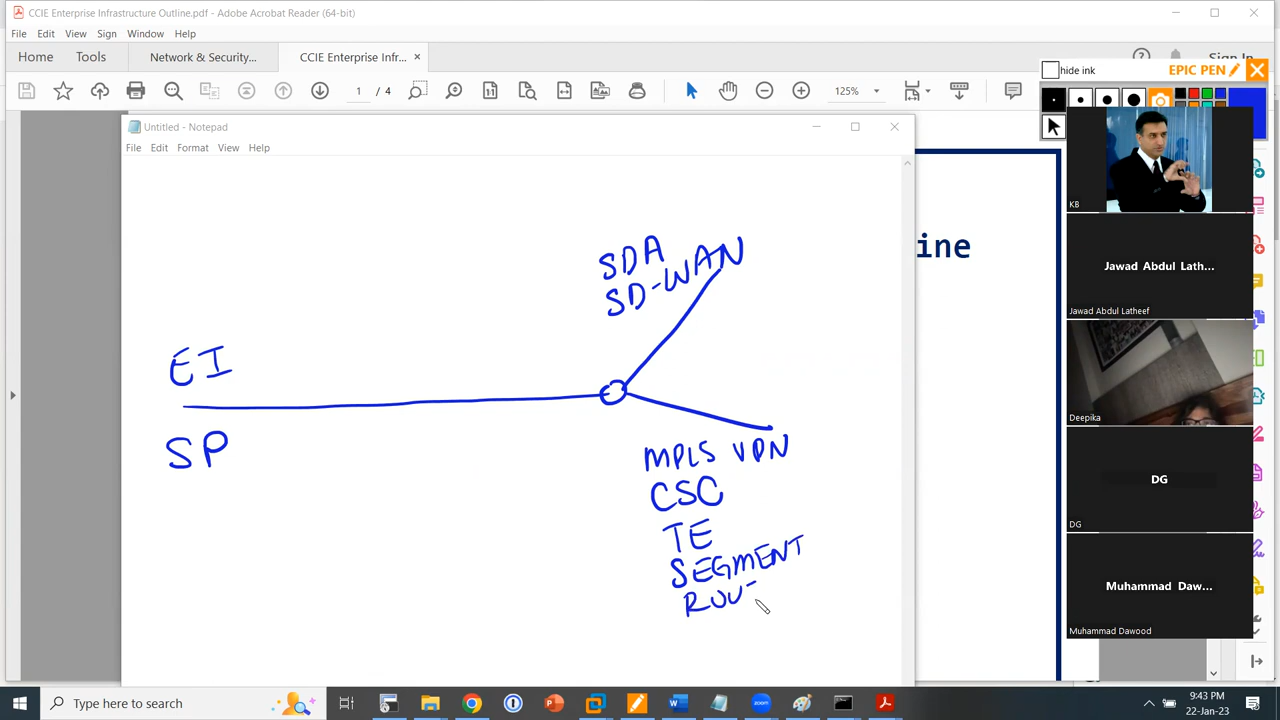 CCIE Enterprise Infrastructure Outline.pdf - Adobe Acrobat Reader (64-bit)
File Edit View Sign Window Help
Home Tools Network & Security... CCIE Enterprise Infr... ×
Sign In
1 / 4 125%
hide ink EPIC PEN
Untitled - Notepad
File Edit Format View Help
ine
SDA
SD-WAN
EI
SP
MPLS VPN
CSC
TE
SEGMENT
ROUT
KB
Jawad Abdul Lath...
Jawad Abdul Latheef
Deepika
DG
DG
Muhammad Daw...
Muhammad Dawood
Type here to search
9:43 PM
22-Jan-23